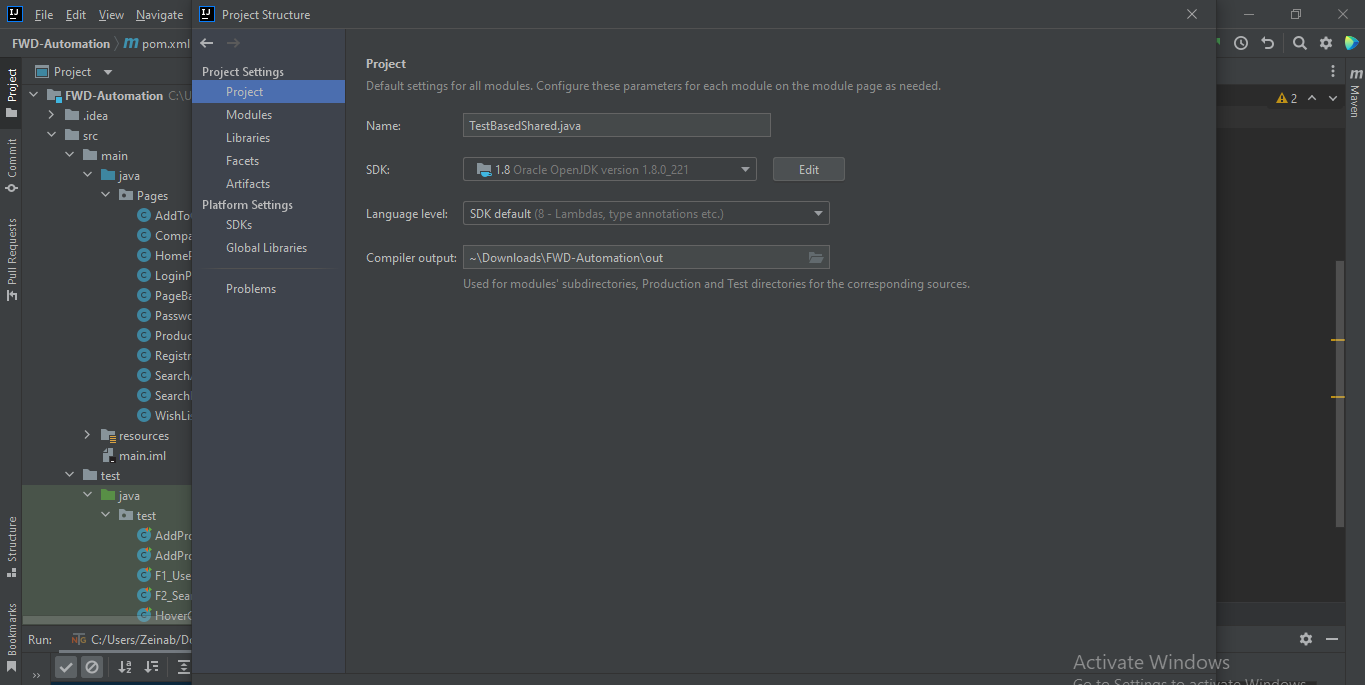 File Edit View Navigate
Project Structure
FWD-Automation
pom.xml
Project
FWD-Automation C:\U
.idea
src
main
java
Pages
AddTo
Compa
HomeP
LoginP
PageBa
Passwo
Produc
Registr
Search
Search
WishLis
resources
main.iml
test
java
test
AddPro
AddPro
F1_Use
F2_Sea
Hover
Run:
C:/Users/Zeinab/Do
Project
Commit
Pull Requests
Structure
Bookmarks
Project Settings
Project
Modules
Libraries
Facets
Artifacts
Platform Settings
SDKs
Global Libraries
Problems
Project
Default settings for all modules. Configure these parameters for each module on the module page as needed.
Name: TestBasedShared.java
SDK: 1.8 Oracle OpenJDK version 1.8.0_221 Edit
Language level: SDK default (8 - Lambdas, type annotations etc.)
Compiler output: ~\Downloads\FWD-Automation\out
Used for modules' subdirectories, Production and Test directories for the corresponding sources.
2
Maven
Activate Windows
Go to Settings to activate Windows.